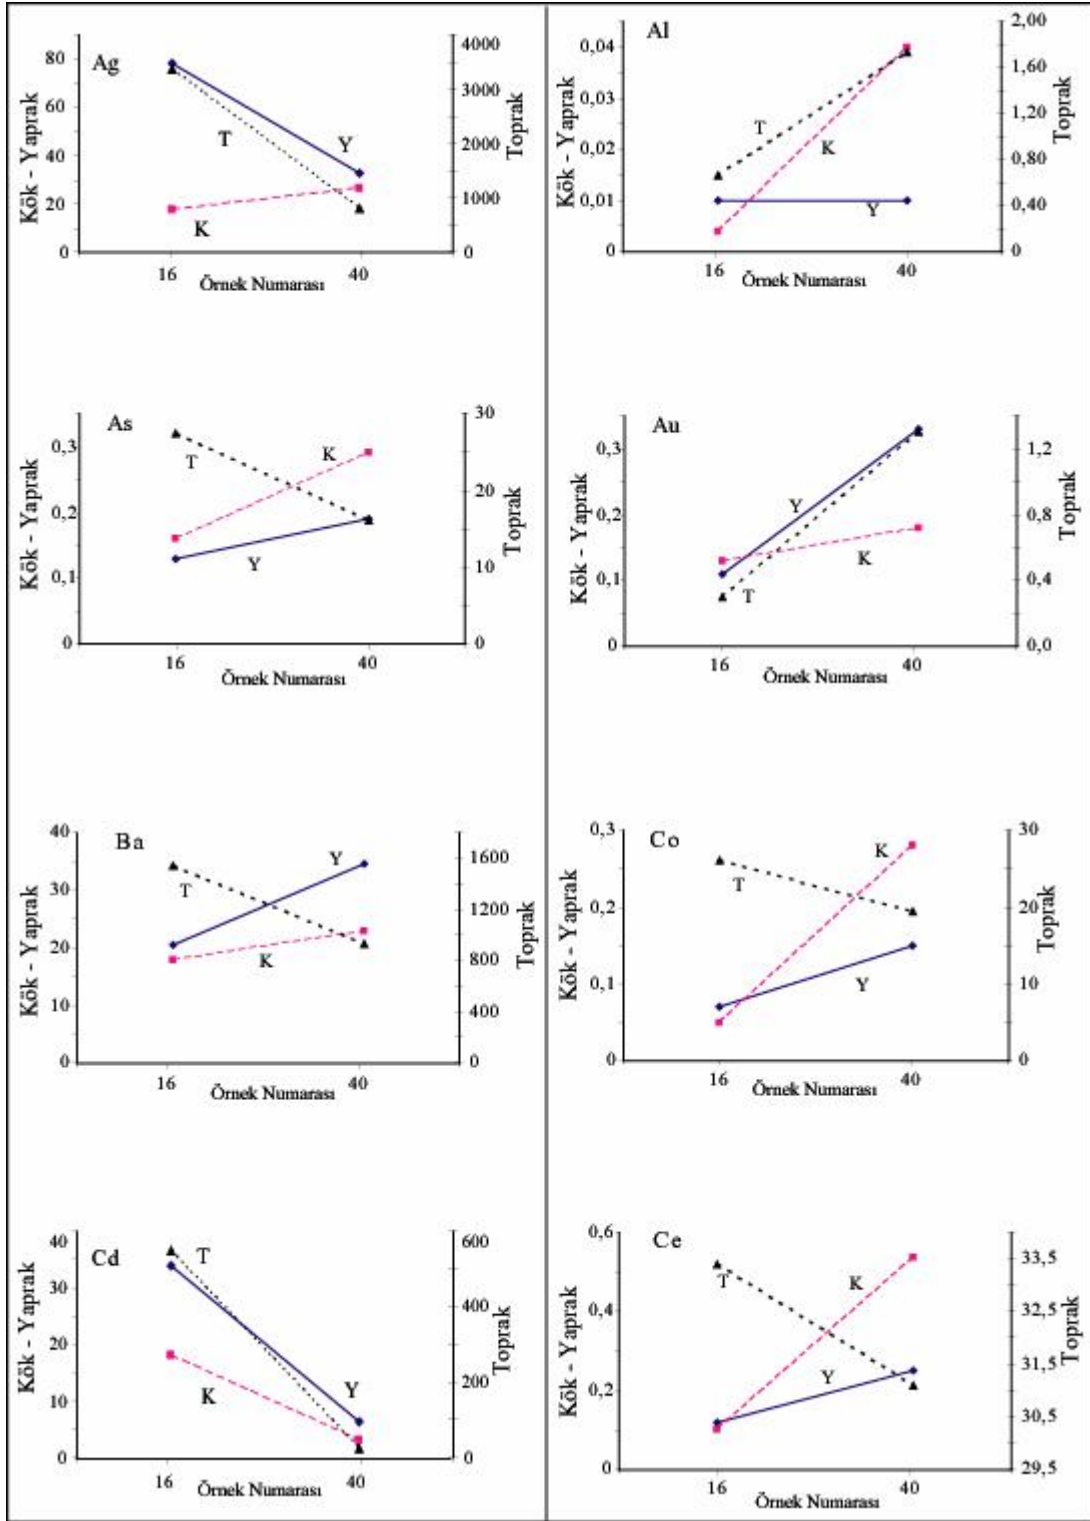 Ag
Kök - Yaprak
80
60
40
20
0
4000
3000
2000
1000
0
Toprak
T
Y
K
16
40
Örnek Numarası
Al
Kök - Yaprak
0,04
0,03
0,02
0,01
0
2,00
1,60
1,20
0,80
0,40
0
Toprak
T
K
Y
16
40
Örnek Numarası
As
Kök - Yaprak
0,3
0,2
0,1
0
30
20
10
0
Toprak
K
T
Y
16
40
Örnek Numarası
Au
Kök - Yaprak
0,3
0,2
0,1
0
1,2
0,8
0,4
0,0
Toprak
Y
K
T
16
40
Örnek Numarası
Ba
Kök - Yaprak
40
30
20
10
0
1600
1200
800
400
0
Toprak
Y
T
K
16
40
Örnek Numarası
Co
Kök - Yaprak
0,3
0,2
0,1
0
30
20
10
0
Toprak
K
T
Y
16
40
Örnek Numarası
Cd
Kök - Yaprak
40
30
20
10
0
600
400
200
0
Toprak
T
K
Y
16
40
Örnek Numarası
Ce
Kök - Yaprak
0,6
0,4
0,2
0
33,5
32,5
31,5
30,5
29,5
Toprak
T
K
Y
16
40
Örnek Numarası